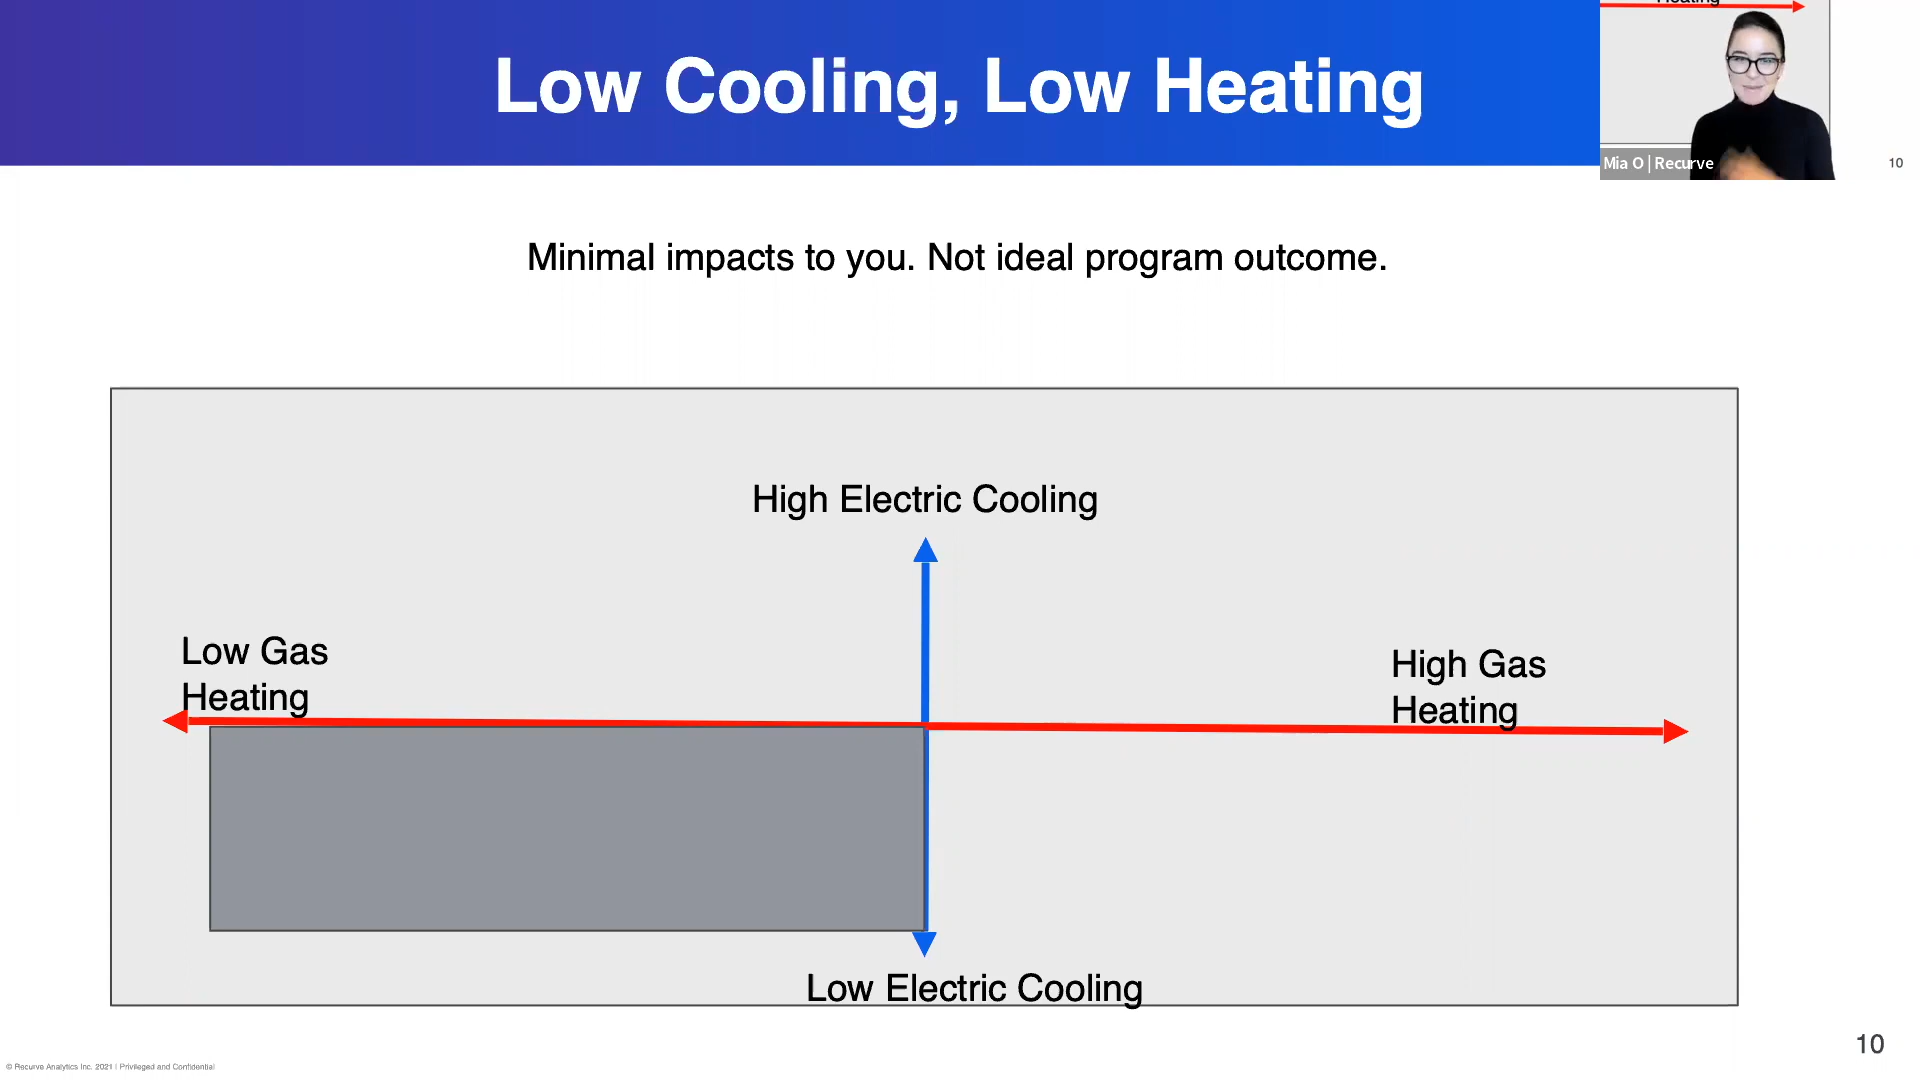 Low Cooling, Low Heating
Heating
Mia O | Recurve
10
Minimal impacts to you. Not ideal program outcome.
High Electric Cooling
Low Gas
Heating
High Gas
Heating
Low Electric Cooling
10
© Recurve Analytics Inc. 2021 | Privileged and Confidential